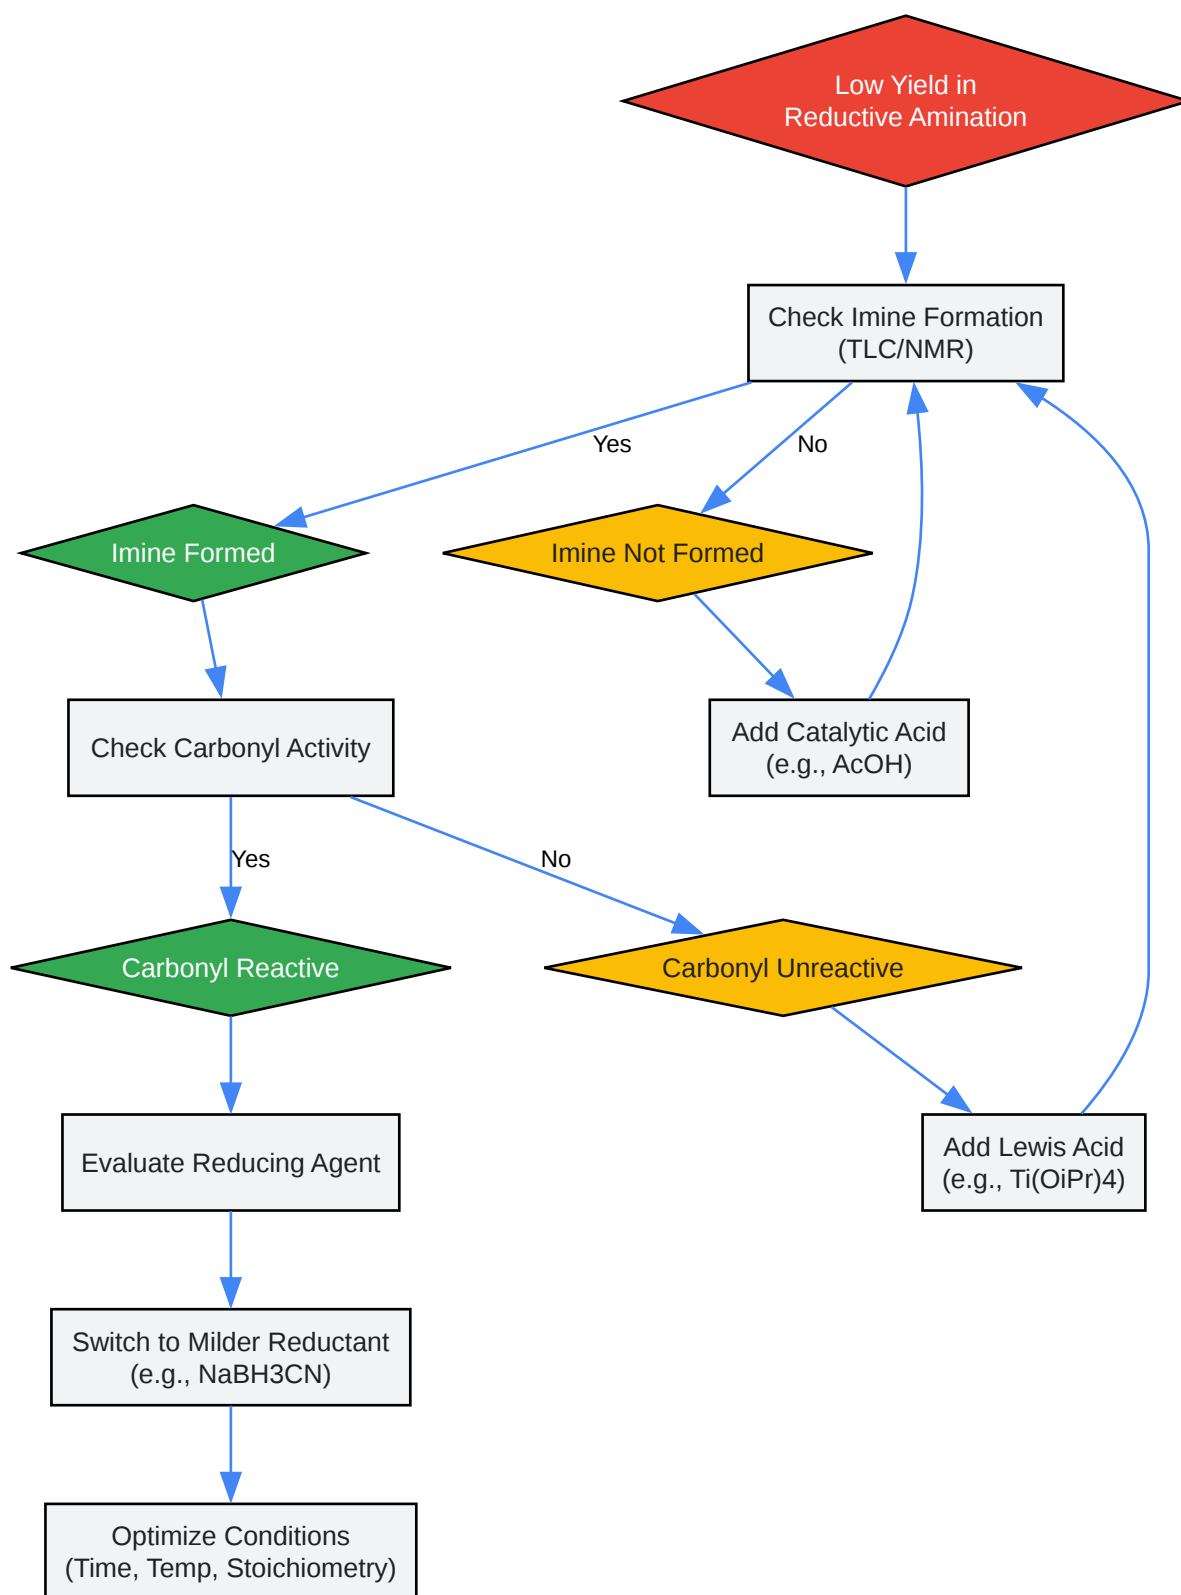 Low Yield in
Reductive Amination
Check Imine Formation
(TLC/NMR)
Yes
No
Imine Formed
Imine Not Formed
Check Carbonyl Activity
Add Catalytic Acid
(e.g., AcOH)
Yes
No
Carbonyl Reactive
Carbonyl Unreactive
Evaluate Reducing Agent
Add Lewis Acid
(e.g., Ti(OiPr)4)
Switch to Milder Reductant
(e.g., NaBH3CN)
Optimize Conditions
(Time, Temp, Stoichiometry)